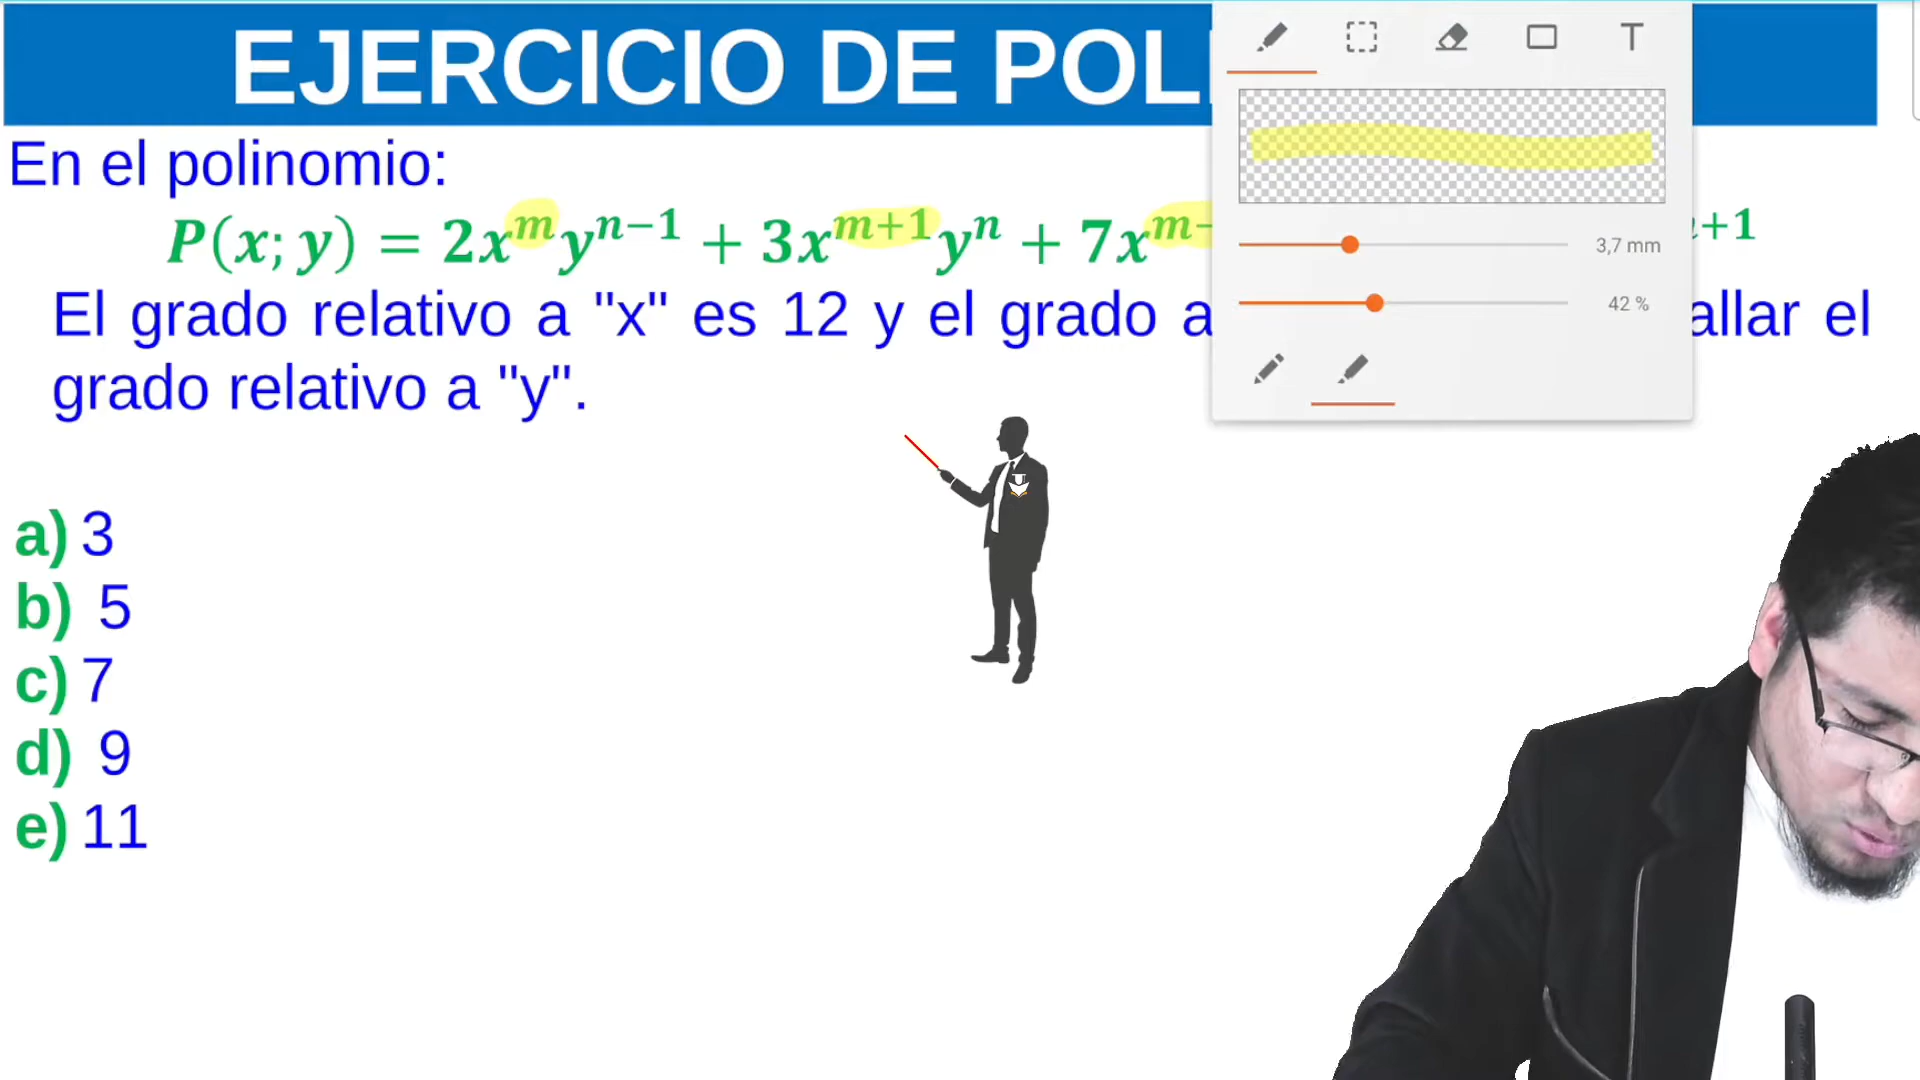 EJERCICIO DE POLI
En el polinomio:
P(x; y) = 2x^m y^{n-1} + 3x^{m+1} y^n + 7x^{m- +1
El grado relativo a "x" es 12 y el grado a allar el
grado relativo a "y".
a) 3
b) 5
c) 7
d) 9
e) 11
T
3,7 mm
42 %